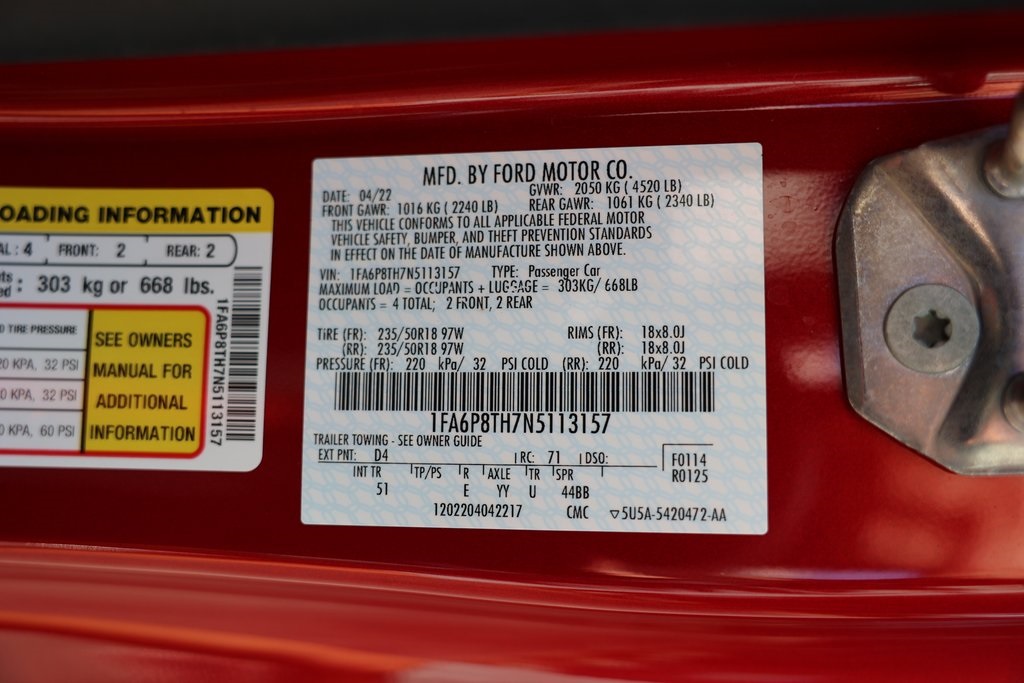 OADING INFORMATION
AL: 4 FRONT: 2 REAR: 2
: 303 kg or 668 lbs.
TIRE PRESSURE
KPA, 32 PSI
KPA, 32 PSI
KPA, 60 PSI
SEE OWNERS
MANUAL FOR
ADDITIONAL
INFORMATION
1FA6P8TH7N5113157
MFD. BY FORD MOTOR CO.
DATE: 04/22 GVWR: 2050 KG ( 4520 LB)
FRONT GAWR: 1016 KG ( 2240 LB) REAR GAWR: 1061 KG ( 2340 LB)
THIS VEHICLE CONFORMS TO ALL APPLICABLE FEDERAL MOTOR
VEHICLE SAFETY, BUMPER, AND THEFT PREVENTION STANDARDS
IN EFFECT ON THE DATE OF MANUFACTURE SHOWN ABOVE.
VIN: 1FA6P8TH7N5113157 TYPE: Passenger Car
MAXIMUM LOAD = OCCUPANTS + LUGGAGE = 303KG/ 668LB
OCCUPANTS = 4 TOTAL; 2 FRONT, 2 REAR
TiRE (FR): 235/50R18 97W RIMS (FR): 18x8.0J
(RR): 235/50R18 97W (RR): 18x8.0J
PRESSURE (FR): 220 kPa/ 32 PSI COLD (RR): 220 kPa/ 32 PSI COLD
1FA6P8TH7N5113157
TRAILER TOWING - SEE OWNER GUIDE
EXT PNT: D4 RC: 71 DSO: F0114
R0125
INT TR TP/PS R AXLE TR SPR
51 E YY U 44BB
1202204042217 CMC ▽5U5A-5420472-AA